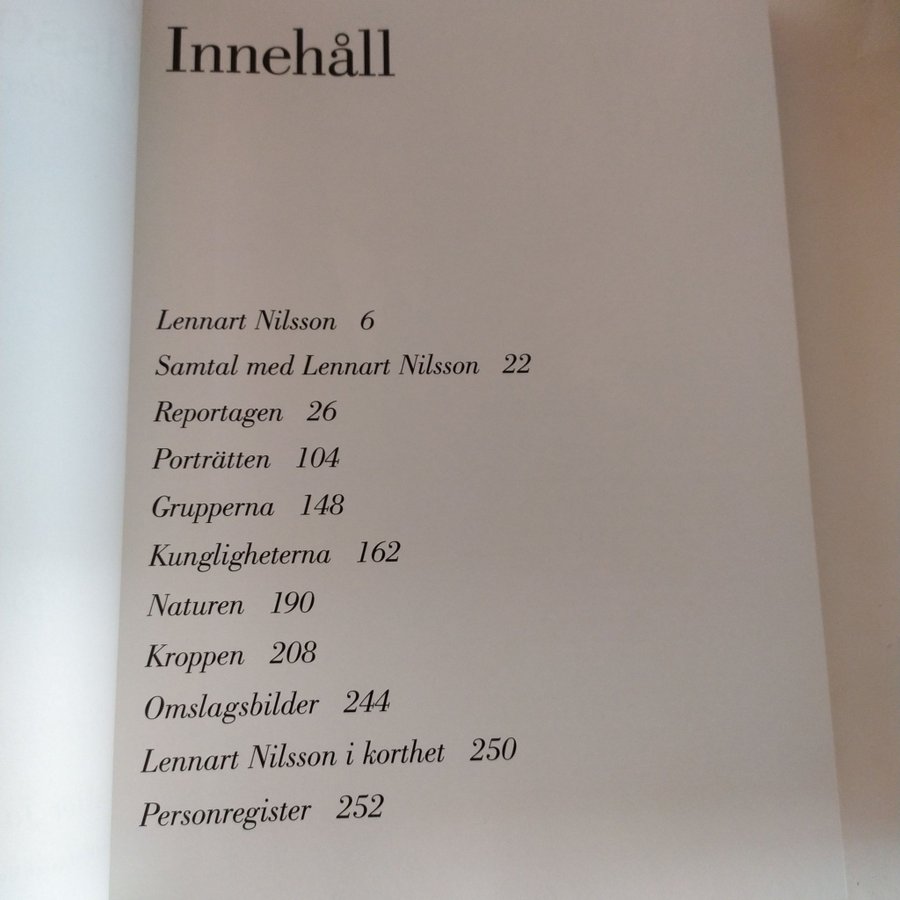 Innehåll
Lennart Nilsson 6
Samtal med Lennart Nilsson 22
Reportagen 26
Porträtten 104
Grupperna 148
Kungligheterna 162
Naturen 190
Kroppen 208
Omslagsbilder 244
Lennart Nilsson i korthet 250
Personregister 252